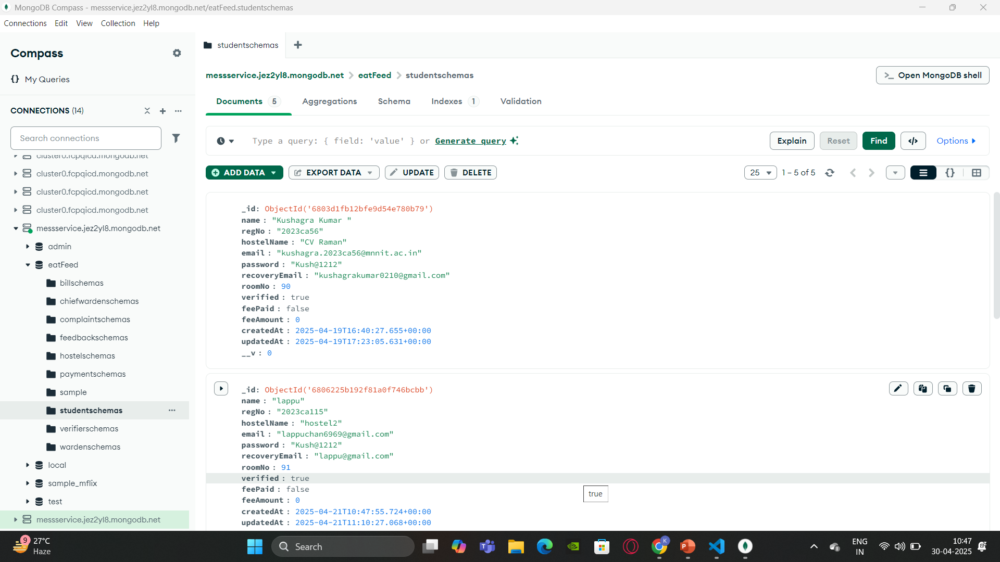 MongoDB Compass - messservice.jez2yl8.mongodb.net/eatFeed.studentschemas
Connections Edit View Collection Help
Compass
{} My Queries
CONNECTIONS (14)
Search connections
cluster0.fcpqicd.mongodb.net
cluster0.fcpqicd.mongodb.net
cluster0.fcpqicd.mongodb.net
cluster0.fcpqicd.mongodb.net
messservice.jez2yl8.mongodb.net
admin
eatFeed
billschemas
chiefwardenschemas
complaintschemas
feedbackschemas
hostelschemas
paymentschemas
sample
studentschemas
verifierschemas
wardenschemas
local
sample_mflix
test
messservice.jez2yl8.mongodb.net
studentschemas
messservice.jez2yl8.mongodb.net > eatFeed > studentschemas
>_ Open MongoDB shell
Documents 5 Aggregations Schema Indexes 1 Validation
Type a query: { field: 'value' } or Generate query
Explain Reset Find </> Options
ADD DATA EXPORT DATA UPDATE DELETE
25 1 – 5 of 5 {}
_id: ObjectId('6803d1fb12bfe9d54e780b79')
name : "Kushagra Kumar "
regNo : "2023ca56"
hostelName : "CV Raman"
email : "kushagra.2023ca56@mnnit.ac.in"
password : "Kush@1212"
recoveryEmail : "kushagrakumar0210@gmail.com"
roomNo : 90
verified : true
feePaid : false
feeAmount : 0
createdAt : 2025-04-19T16:40:27.655+00:00
updatedAt : 2025-04-19T17:23:05.631+00:00
__v : 0
_id: ObjectId('6806225b192f81a0f746bcbb')
name : "lappu"
regNo : "2023ca115"
hostelName : "hostel2"
email : "lappuchan6969@gmail.com"
password : "Kush@1212"
recoveryEmail : "lappu@gmail.com"
roomNo : 91
verified : true
feePaid : false
true
feeAmount : 0
createdAt : 2025-04-21T10:47:55.724+00:00
updatedAt : 2025-04-21T11:10:27.068+00:00
9
27°C
Haze
Search
K
ENG
IN
10:47
30-04-2025